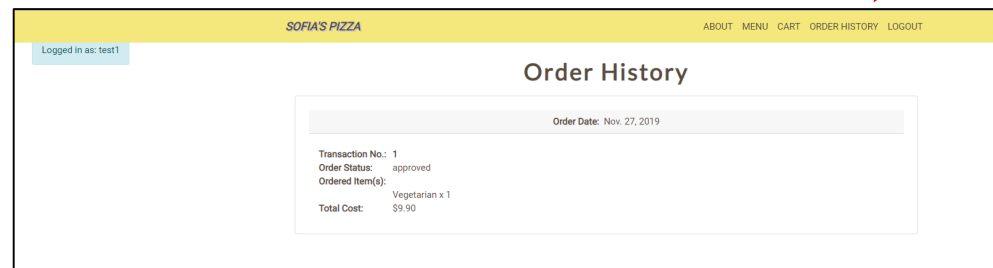 SOFIA'S PIZZA ABOUT MENU CART ORDER HISTORY LOGOUT
Logged in as: test1
Order History
Order Date: Nov. 27, 2019
Transaction No.: 1
Order Status: approved
Ordered Item(s):
Vegetarian x 1
Total Cost: $9.90